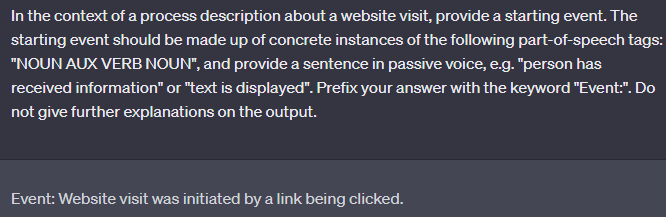 In the context of a process description about a website visit, provide a starting event. The
starting event should be made up of concrete instances of the following part-of-speech tags:
"NOUN AUX VERB NOUN", and provide a sentence in passive voice, e.g. "person has
received information" or "text is displayed". Prefix your answer with the keyword "Event:". Do
not give further explanations on the output.
Event: Website visit was initiated by a link being clicked.